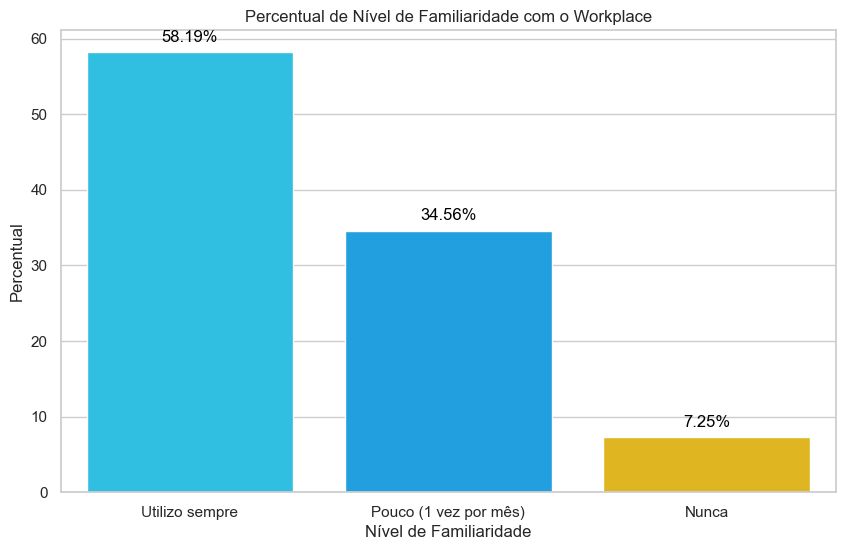 Percentual de Nível de Familiaridade com o Workplace
60
58.19%
50
40
34.56%
30
20
10
7.25%
0
Percentual
Utilizo sempre
Pouco (1 vez por mês)
Nunca
Nível de Familiaridade